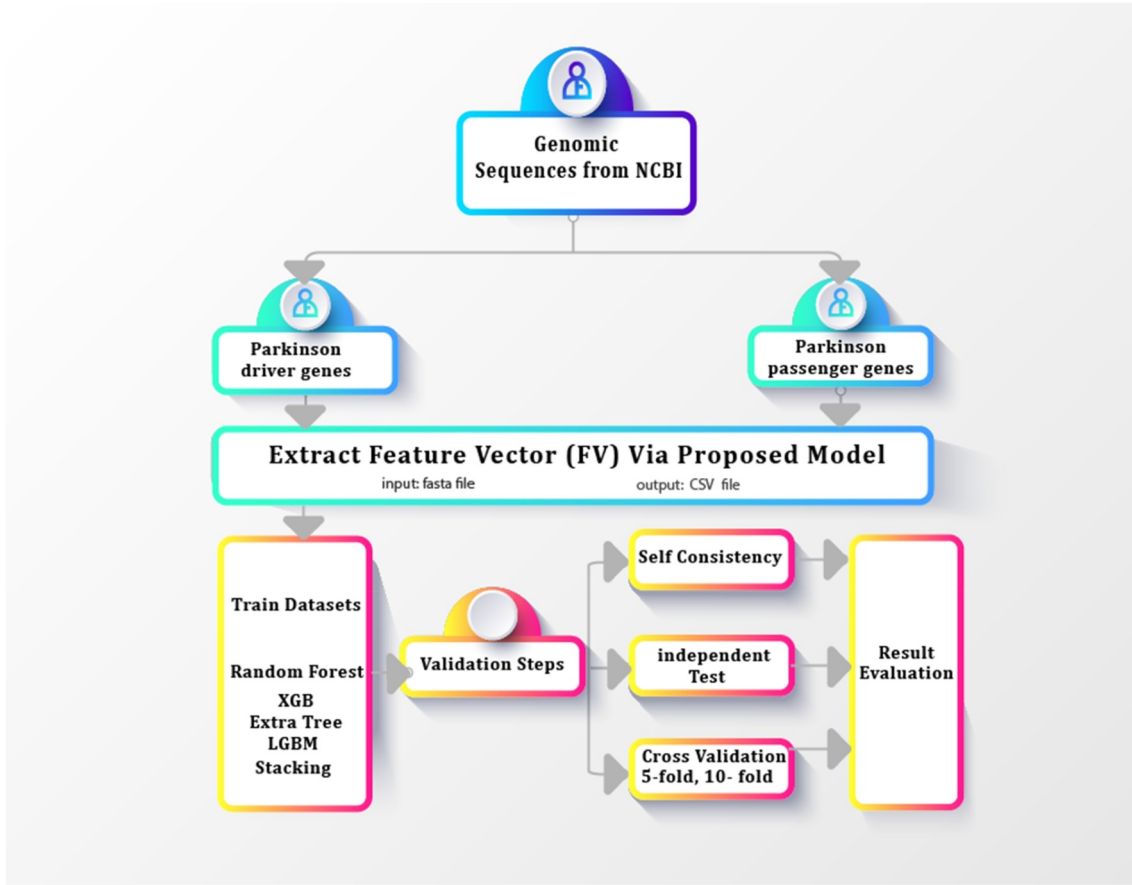 Genomic
Sequences from NCBI
Parkinson
driver genes
Parkinson
passenger genes
Extract Feature Vector (FV) Via Proposed Model
input: fasta file
output: CSV file
Train Datasets
Random Forest
XGB
Extra Tree
LGBM
Stacking
Validation Steps
Self Consistency
independent
Test
Cross Validation
5-fold, 10- fold
Result
Evaluation